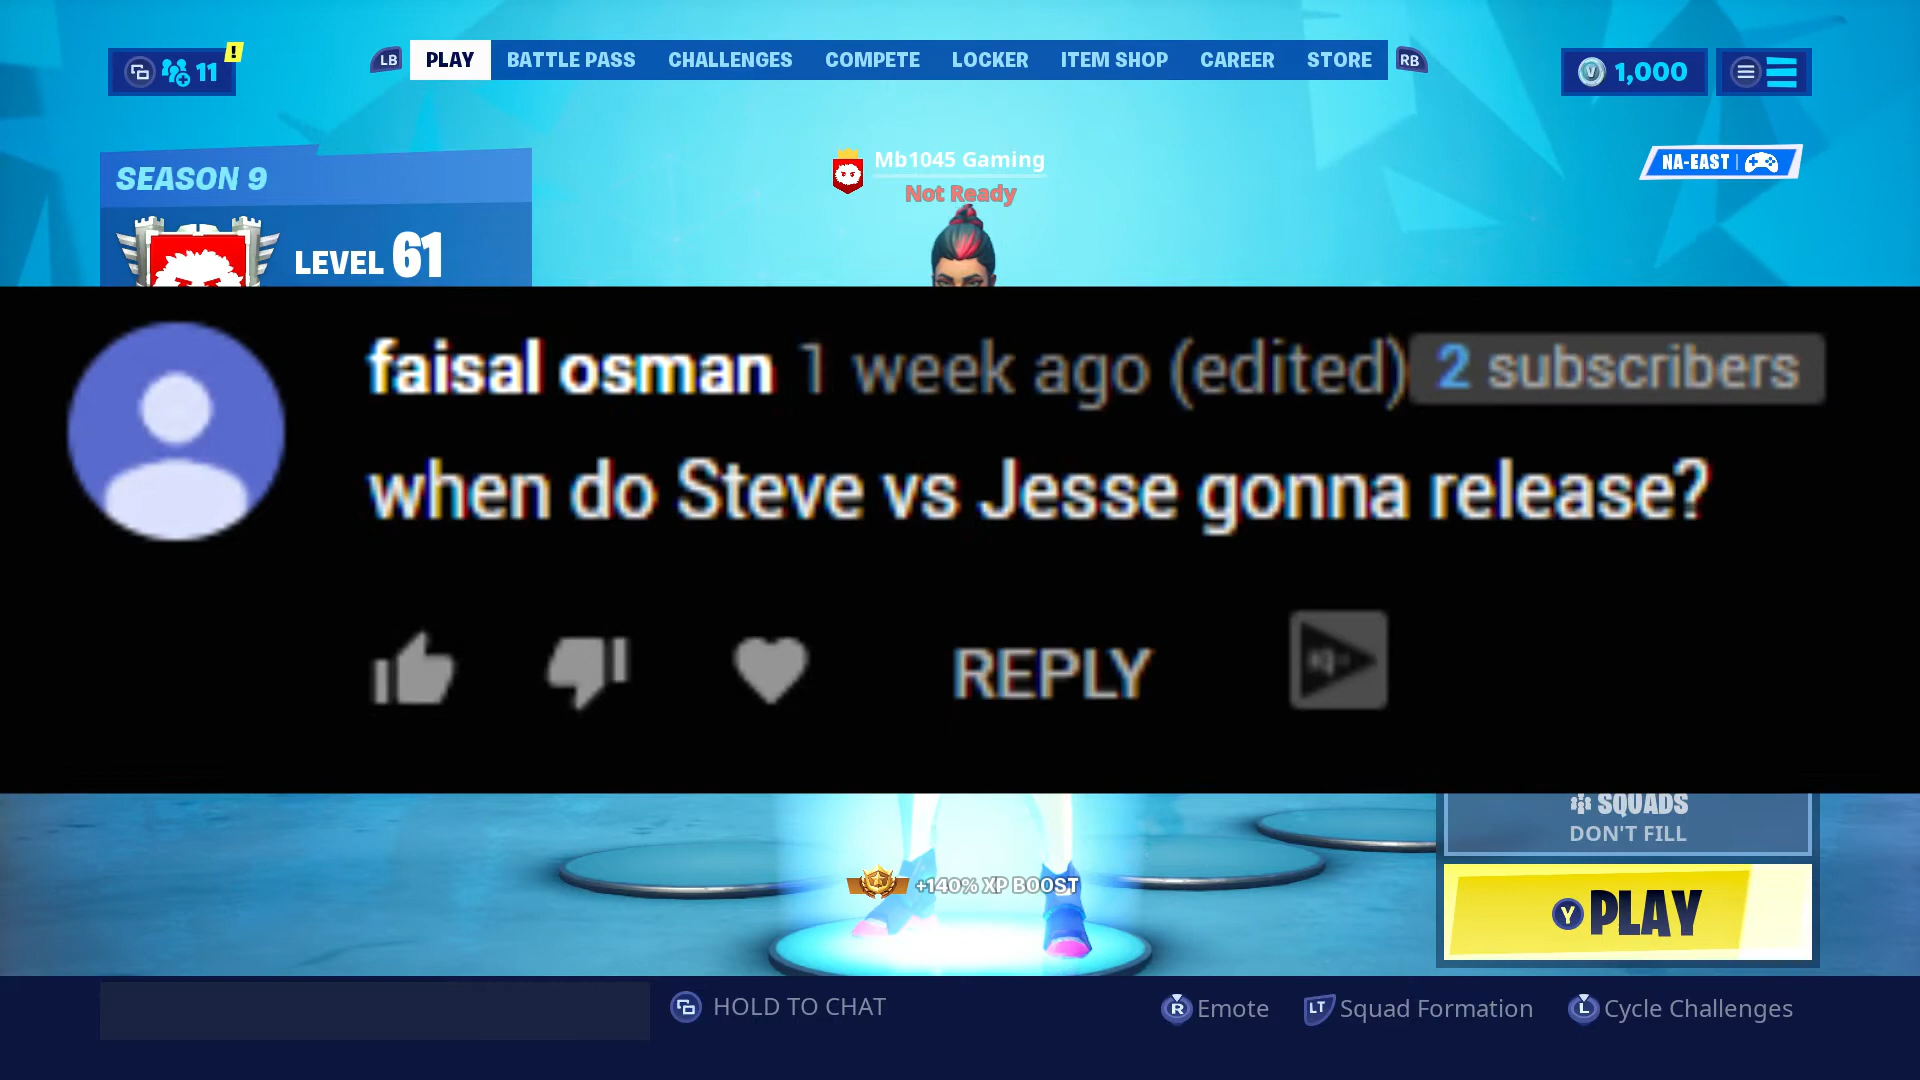 11
!
LB
PLAY
BATTLE PASS
CHALLENGES
COMPETE
LOCKER
ITEM SHOP
CAREER
STORE
RB
1,000
SEASON 9
LEVEL 61
Mb1045 Gaming
Not Ready
NA-EAST
faisal osman 1 week ago (edited) 2 subscribers
when do Steve vs Jesse gonna release?
REPLY
SQUADS
DON'T FILL
+140% XP BOOST
Y PLAY
HOLD TO CHAT
R Emote
LT Squad Formation
L Cycle Challenges